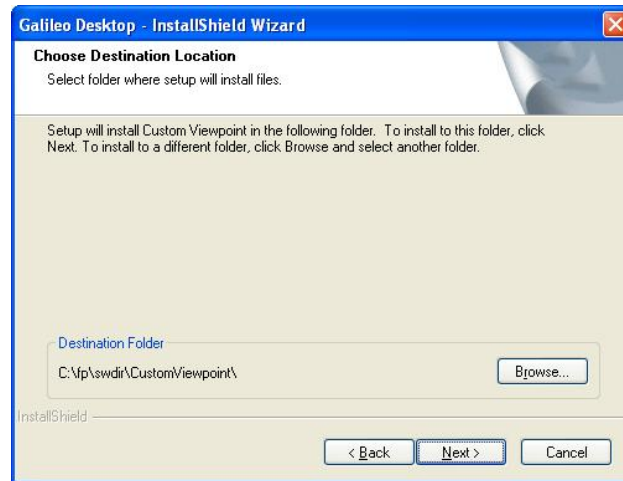 Galileo Desktop - InstallShield Wizard
Choose Destination Location
Select folder where setup will install files.
Setup will install Custom Viewpoint in the following folder. To install to this folder, click
Next. To install to a different folder, click Browse and select another folder.
Destination Folder
C:\fp\swdir\CustomViewpoint\
Browse...
InstallShield
< Back
Next >
Cancel